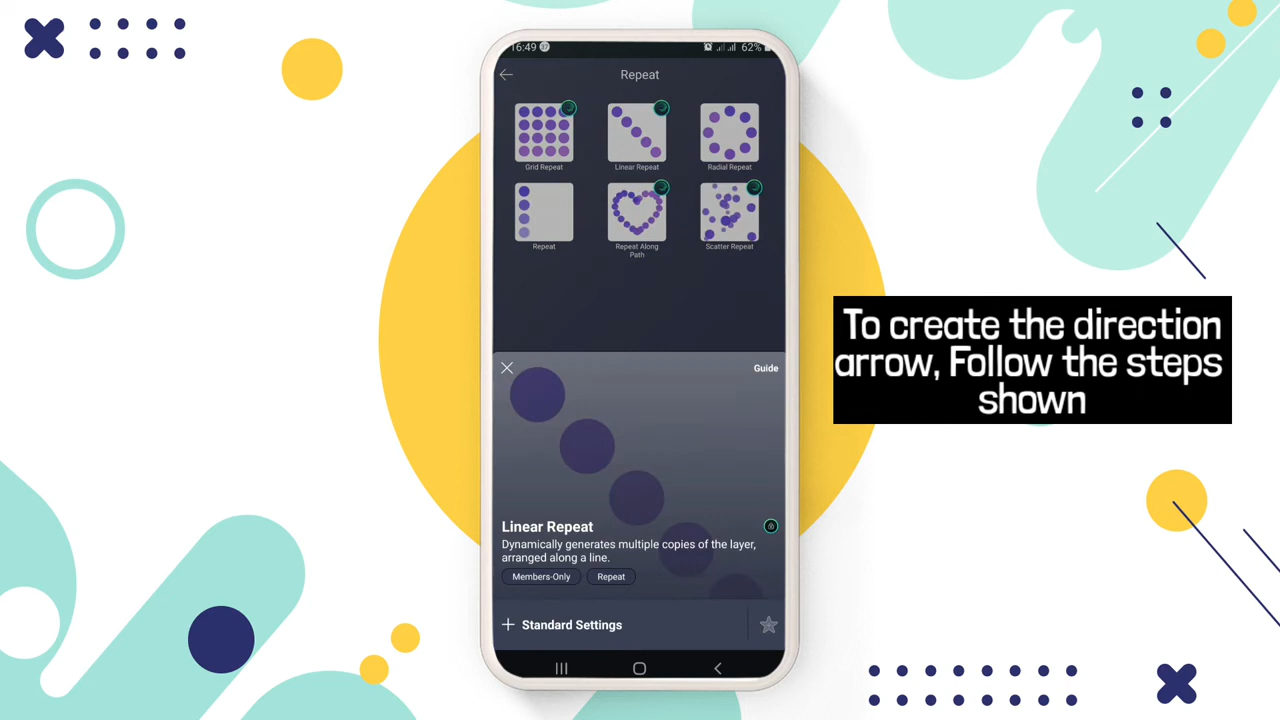 16:49
62%
Repeat
Grid Repeat
Linear Repeat
Radial Repeat
Repeat
Repeat Along
Path
Scatter Repeat
Guide
Linear Repeat
Dynamically generates multiple copies of the layer,
arranged along a line.
Members-Only
Repeat
+ Standard Settings
To create the direction
arrow, Follow the steps
shown